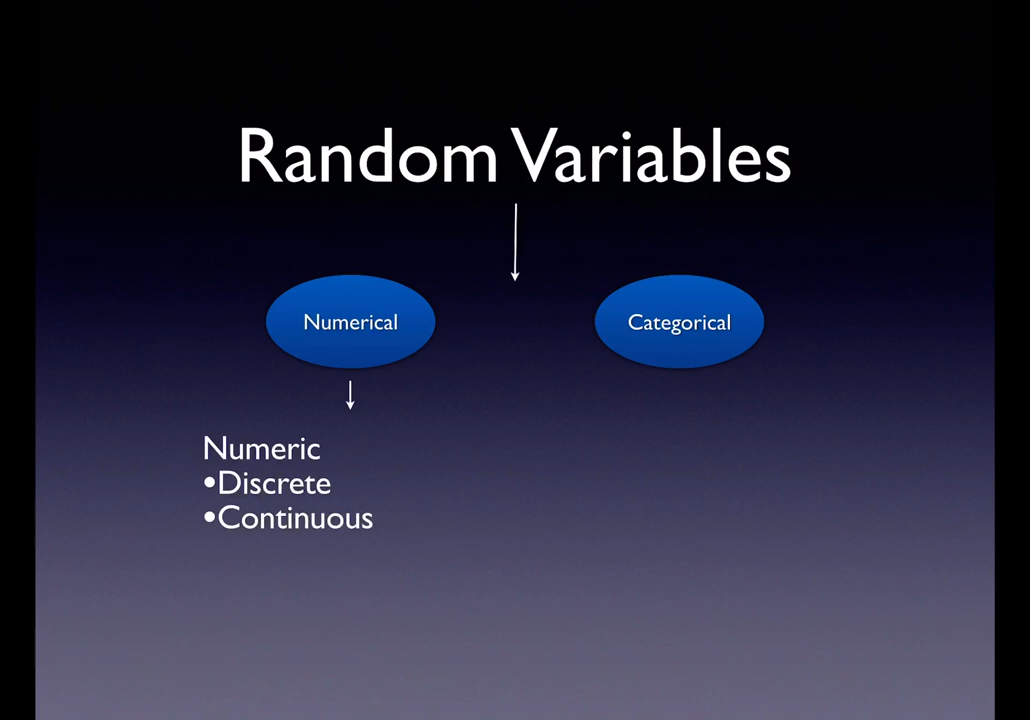 Random Variables
Numerical
Categorical
Numeric
•Discrete
•Continuous